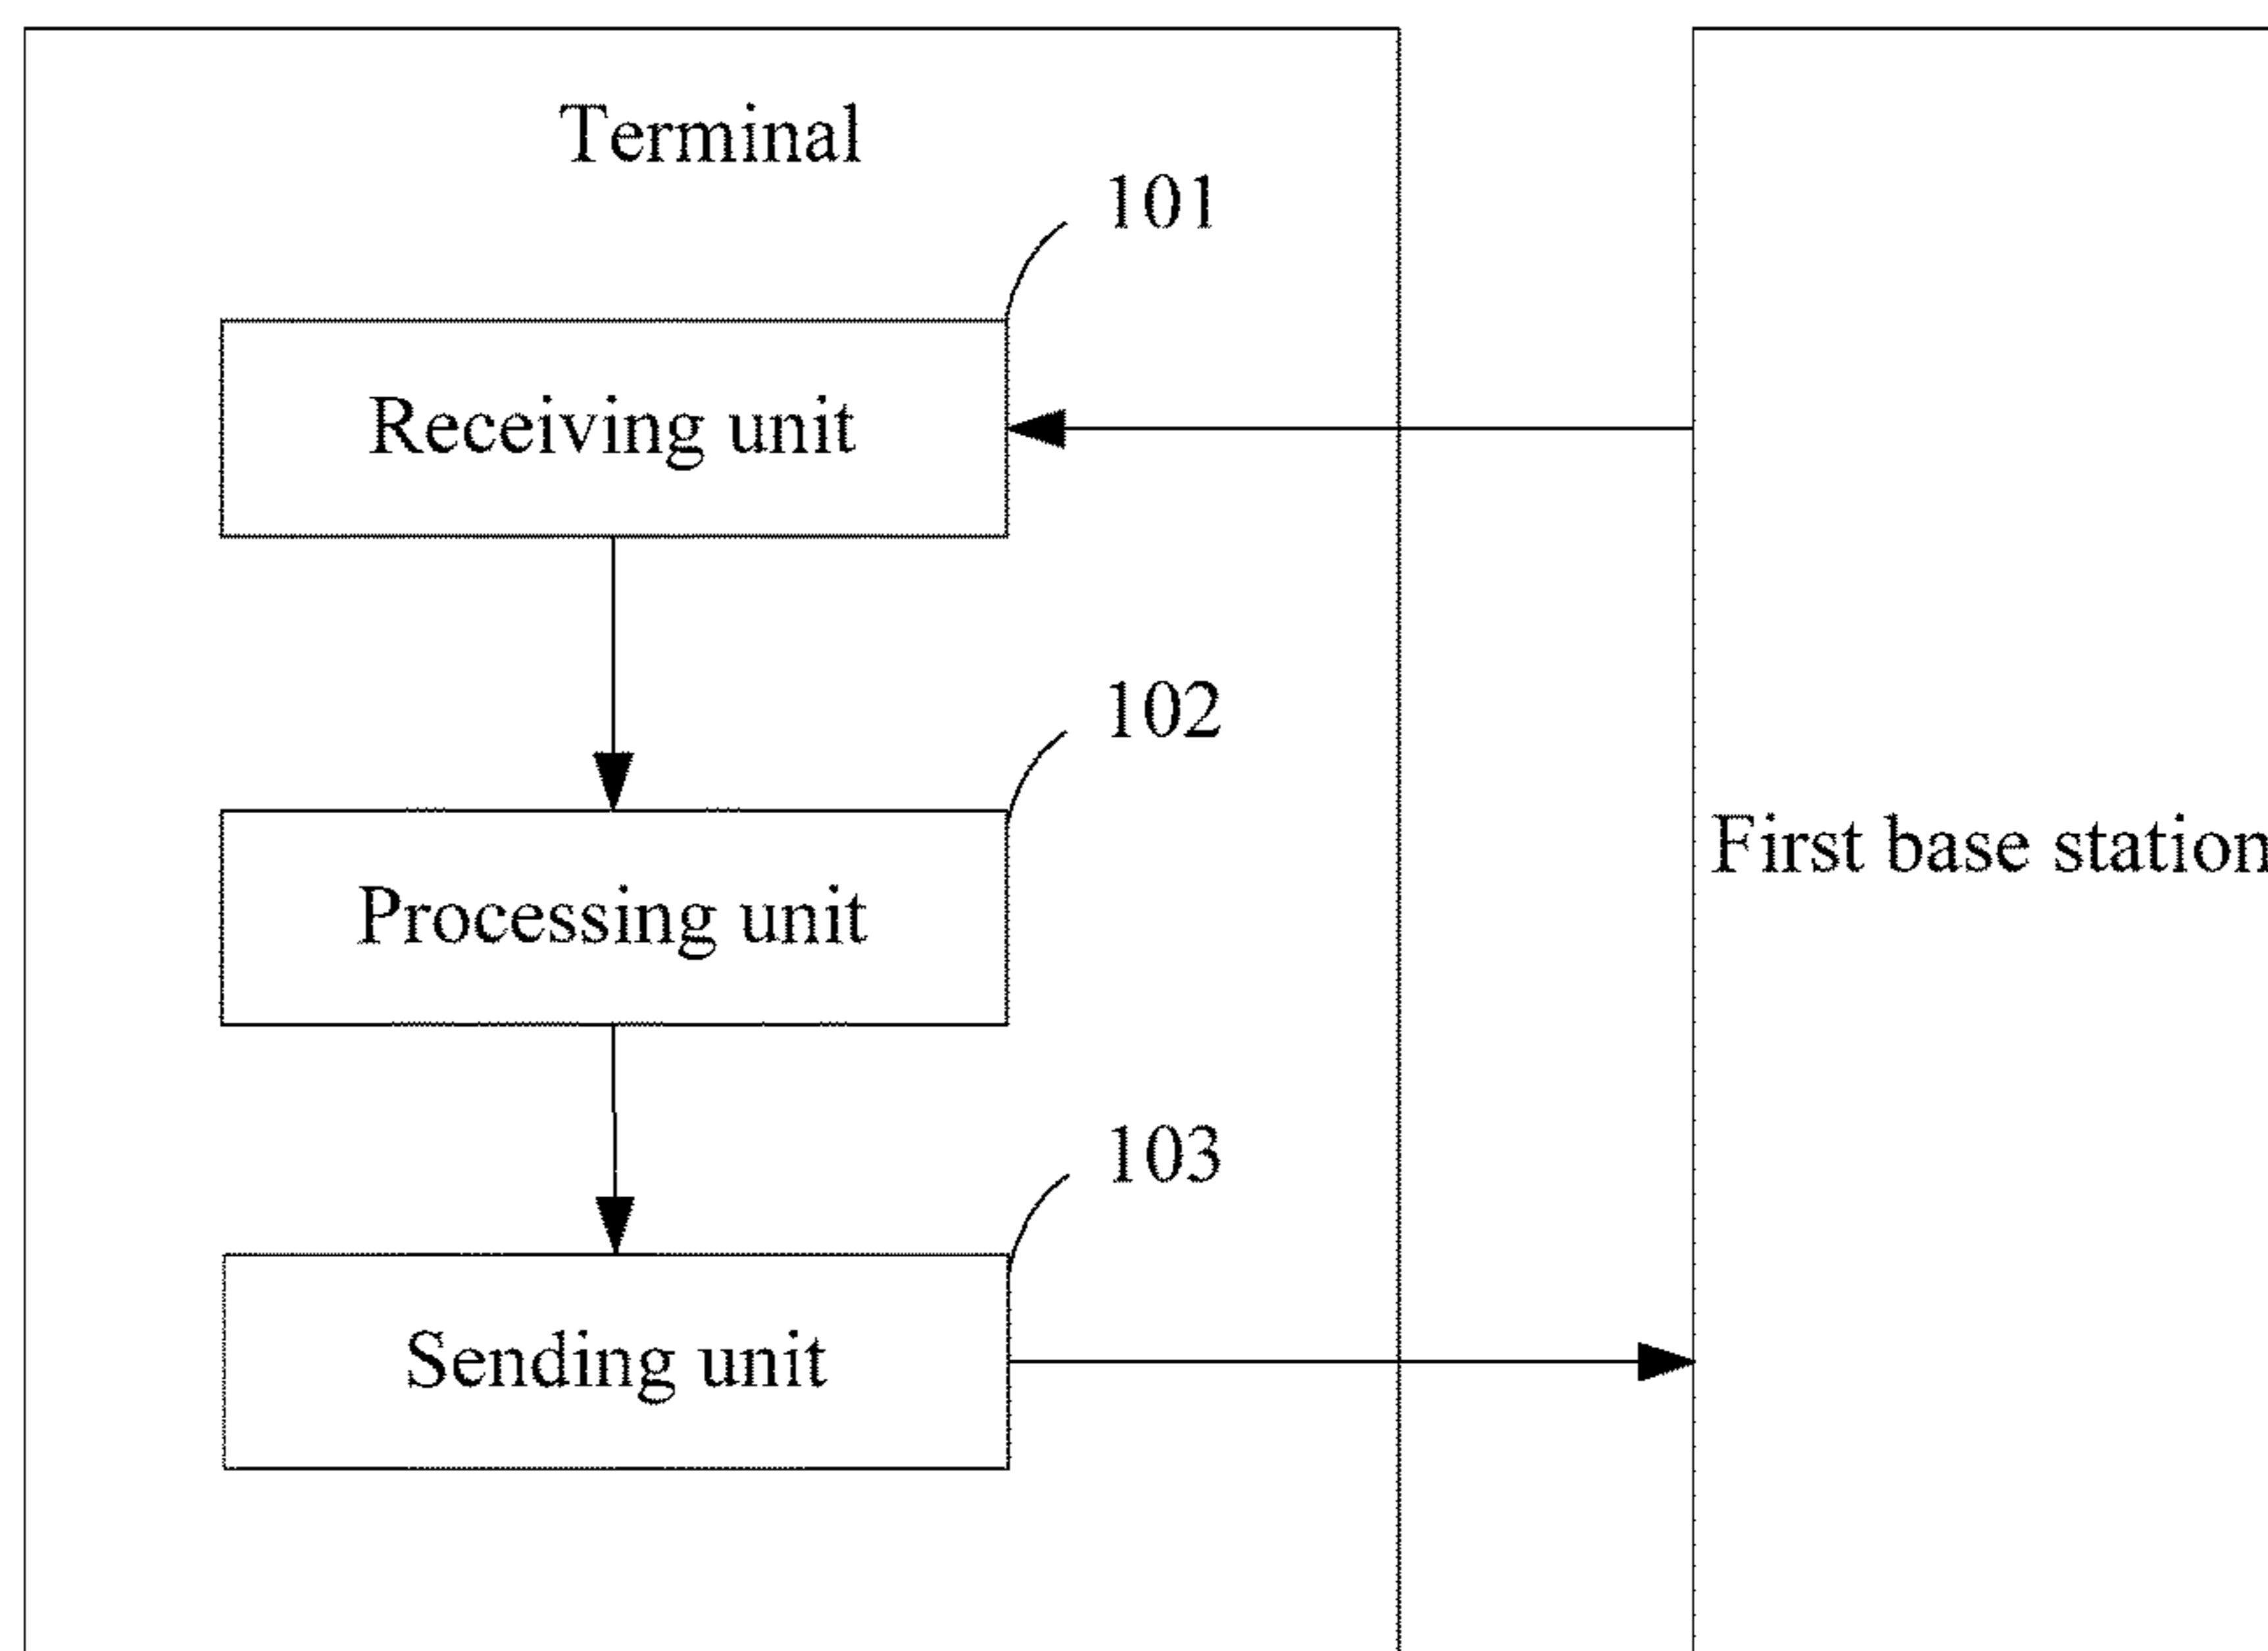 Terminal
101
Receiving unit
102
First base station
Processing unit
103
Sending unit